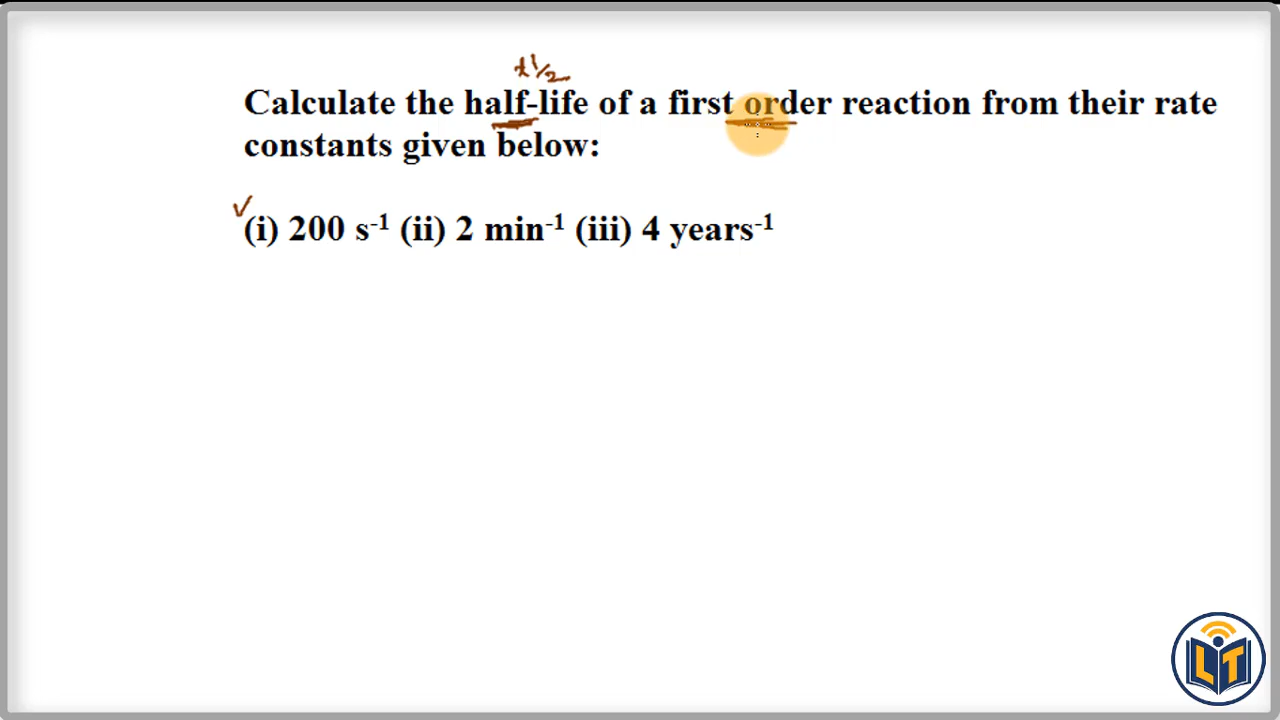 t1/2
Calculate the half-life of a first order reaction from their rate
constants given below:
(i) 200 s⁻¹ (ii) 2 min⁻¹ (iii) 4 years⁻¹
LT